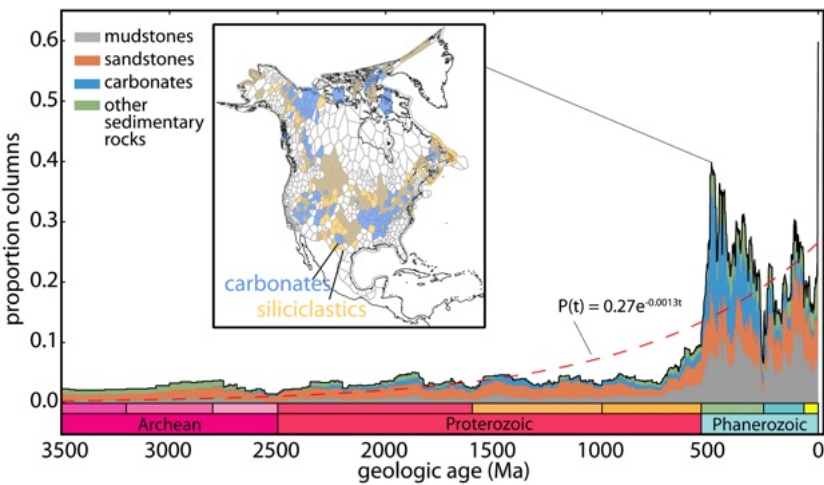 0.6
0.5
0.4
0.3
0.2
0.1
0.0
proportion columns
mudstones
sandstones
carbonates
other
sedimentary
rocks
carbonates
siliciclastics
P(t) = 0.27e^-0.0013t
Archean
Proterozoic
Phanerozoic
3500
3000
2500
2000
1500
1000
500
0
geologic age (Ma)